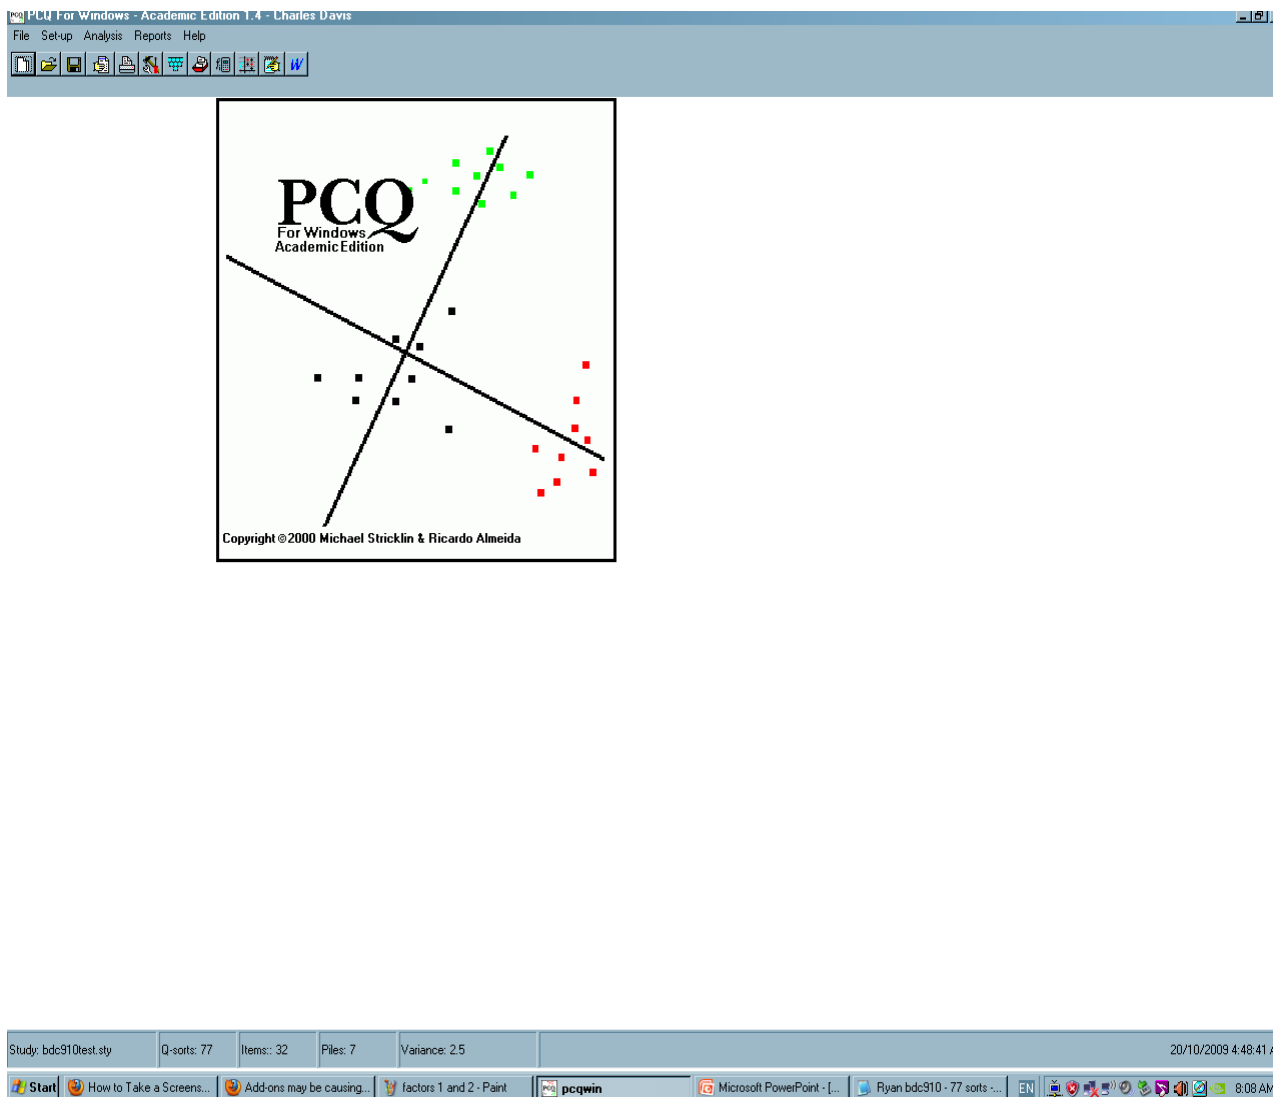 PCQ For Windows - Academic Edition 1.4 - Charles Davis
File Set-up Analysis Reports Help
W
PCQ
For Windows
Academic Edition
Copyright ©2000 Michael Stricklin & Ricardo Almeida
Study: bdc910test.sty Q-sorts: 77 Items:: 32 Piles: 7 Variance: 2.5 20/10/2009 4:48:41
Start How to Take a Screens... Add-ons may be causing... factors 1 and 2 - Paint pcqwin Microsoft PowerPoint - [... Ryan bdc910 - 77 sorts -... EN 8:08 AM